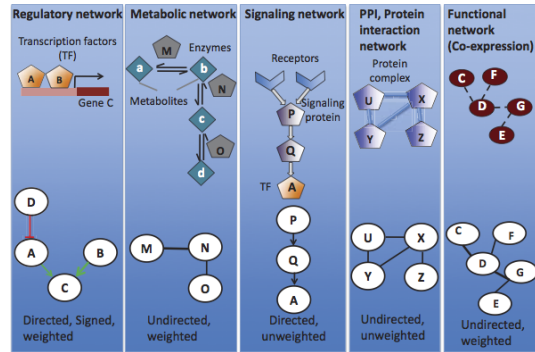 Regulatory network
Transcription factors
(TF)
A
B
Gene C
D
A
B
C
Directed, Signed,
weighted
Metabolic network
M
Enzymes
a
b
N
Metabolites
c
O
d
M
N
O
Undirected,
weighted
Signaling network
Receptors
P
Signaling
protein
Q
TF
A
P
Q
A
Directed,
unweighted
PPI, Protein
interaction
network
Protein
complex
U
X
Y
Z
U
X
Y
Z
Undirected,
unweighted
Functional
network
(Co-expression)
C
F
D
G
E
C
F
D
G
E
Undirected,
weighted